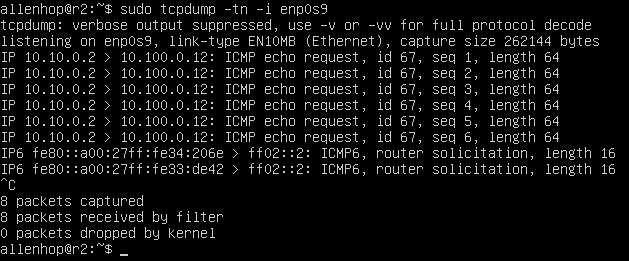 allenhop@r2:~$ sudo tcpdump -tn -i enp0s9
tcpdump: verbose output suppressed, use -v or -vv for full protocol decode
listening on enp0s9, link-type EN10MB (Ethernet), capture size 262144 bytes
IP 10.10.0.2 > 10.100.0.12: ICMP echo request, id 67, seq 1, length 64
IP 10.10.0.2 > 10.100.0.12: ICMP echo request, id 67, seq 2, length 64
IP 10.10.0.2 > 10.100.0.12: ICMP echo request, id 67, seq 3, length 64
IP 10.10.0.2 > 10.100.0.12: ICMP echo request, id 67, seq 4, length 64
IP 10.10.0.2 > 10.100.0.12: ICMP echo request, id 67, seq 5, length 64
IP 10.10.0.2 > 10.100.0.12: ICMP echo request, id 67, seq 6, length 64
IP6 fe80::a00:27ff:fe34:206e > ff02::2: ICMP6, router solicitation, length 16
IP6 fe80::a00:27ff:fe33:de42 > ff02::2: ICMP6, router solicitation, length 16
^C
8 packets captured
8 packets received by filter
0 packets dropped by kernel
allenhop@r2:~$ _